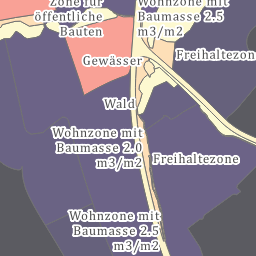 Zone für
öffentliche
Bauten
Wohnzone mit
Baumasse 2.5
m3/m2
Gewässer
Freihaltezon
Wald
Wohnzone mit
Baumasse 2.0
m3/m2
Freihaltezone
Wohnzone mit
Baumasse 2.5
m3/m2